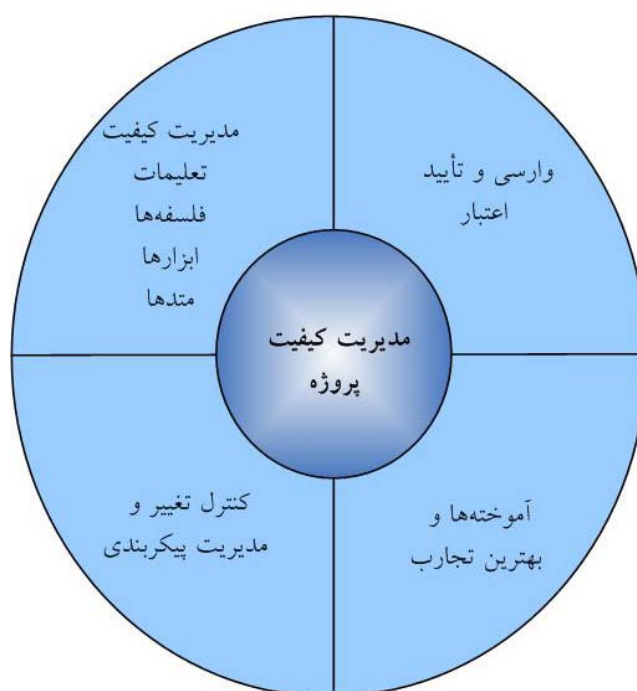 وارسی و تأیید
اعتبار
مدیریت کیفیت
تعلیمات
فلسفه‌ها
ابزارها
متدها
مدیریت کیفیت
پروژه
آموخته‌ها و
بهترین تجارب
کنترل تغییر و
مدیریت پیکربندی